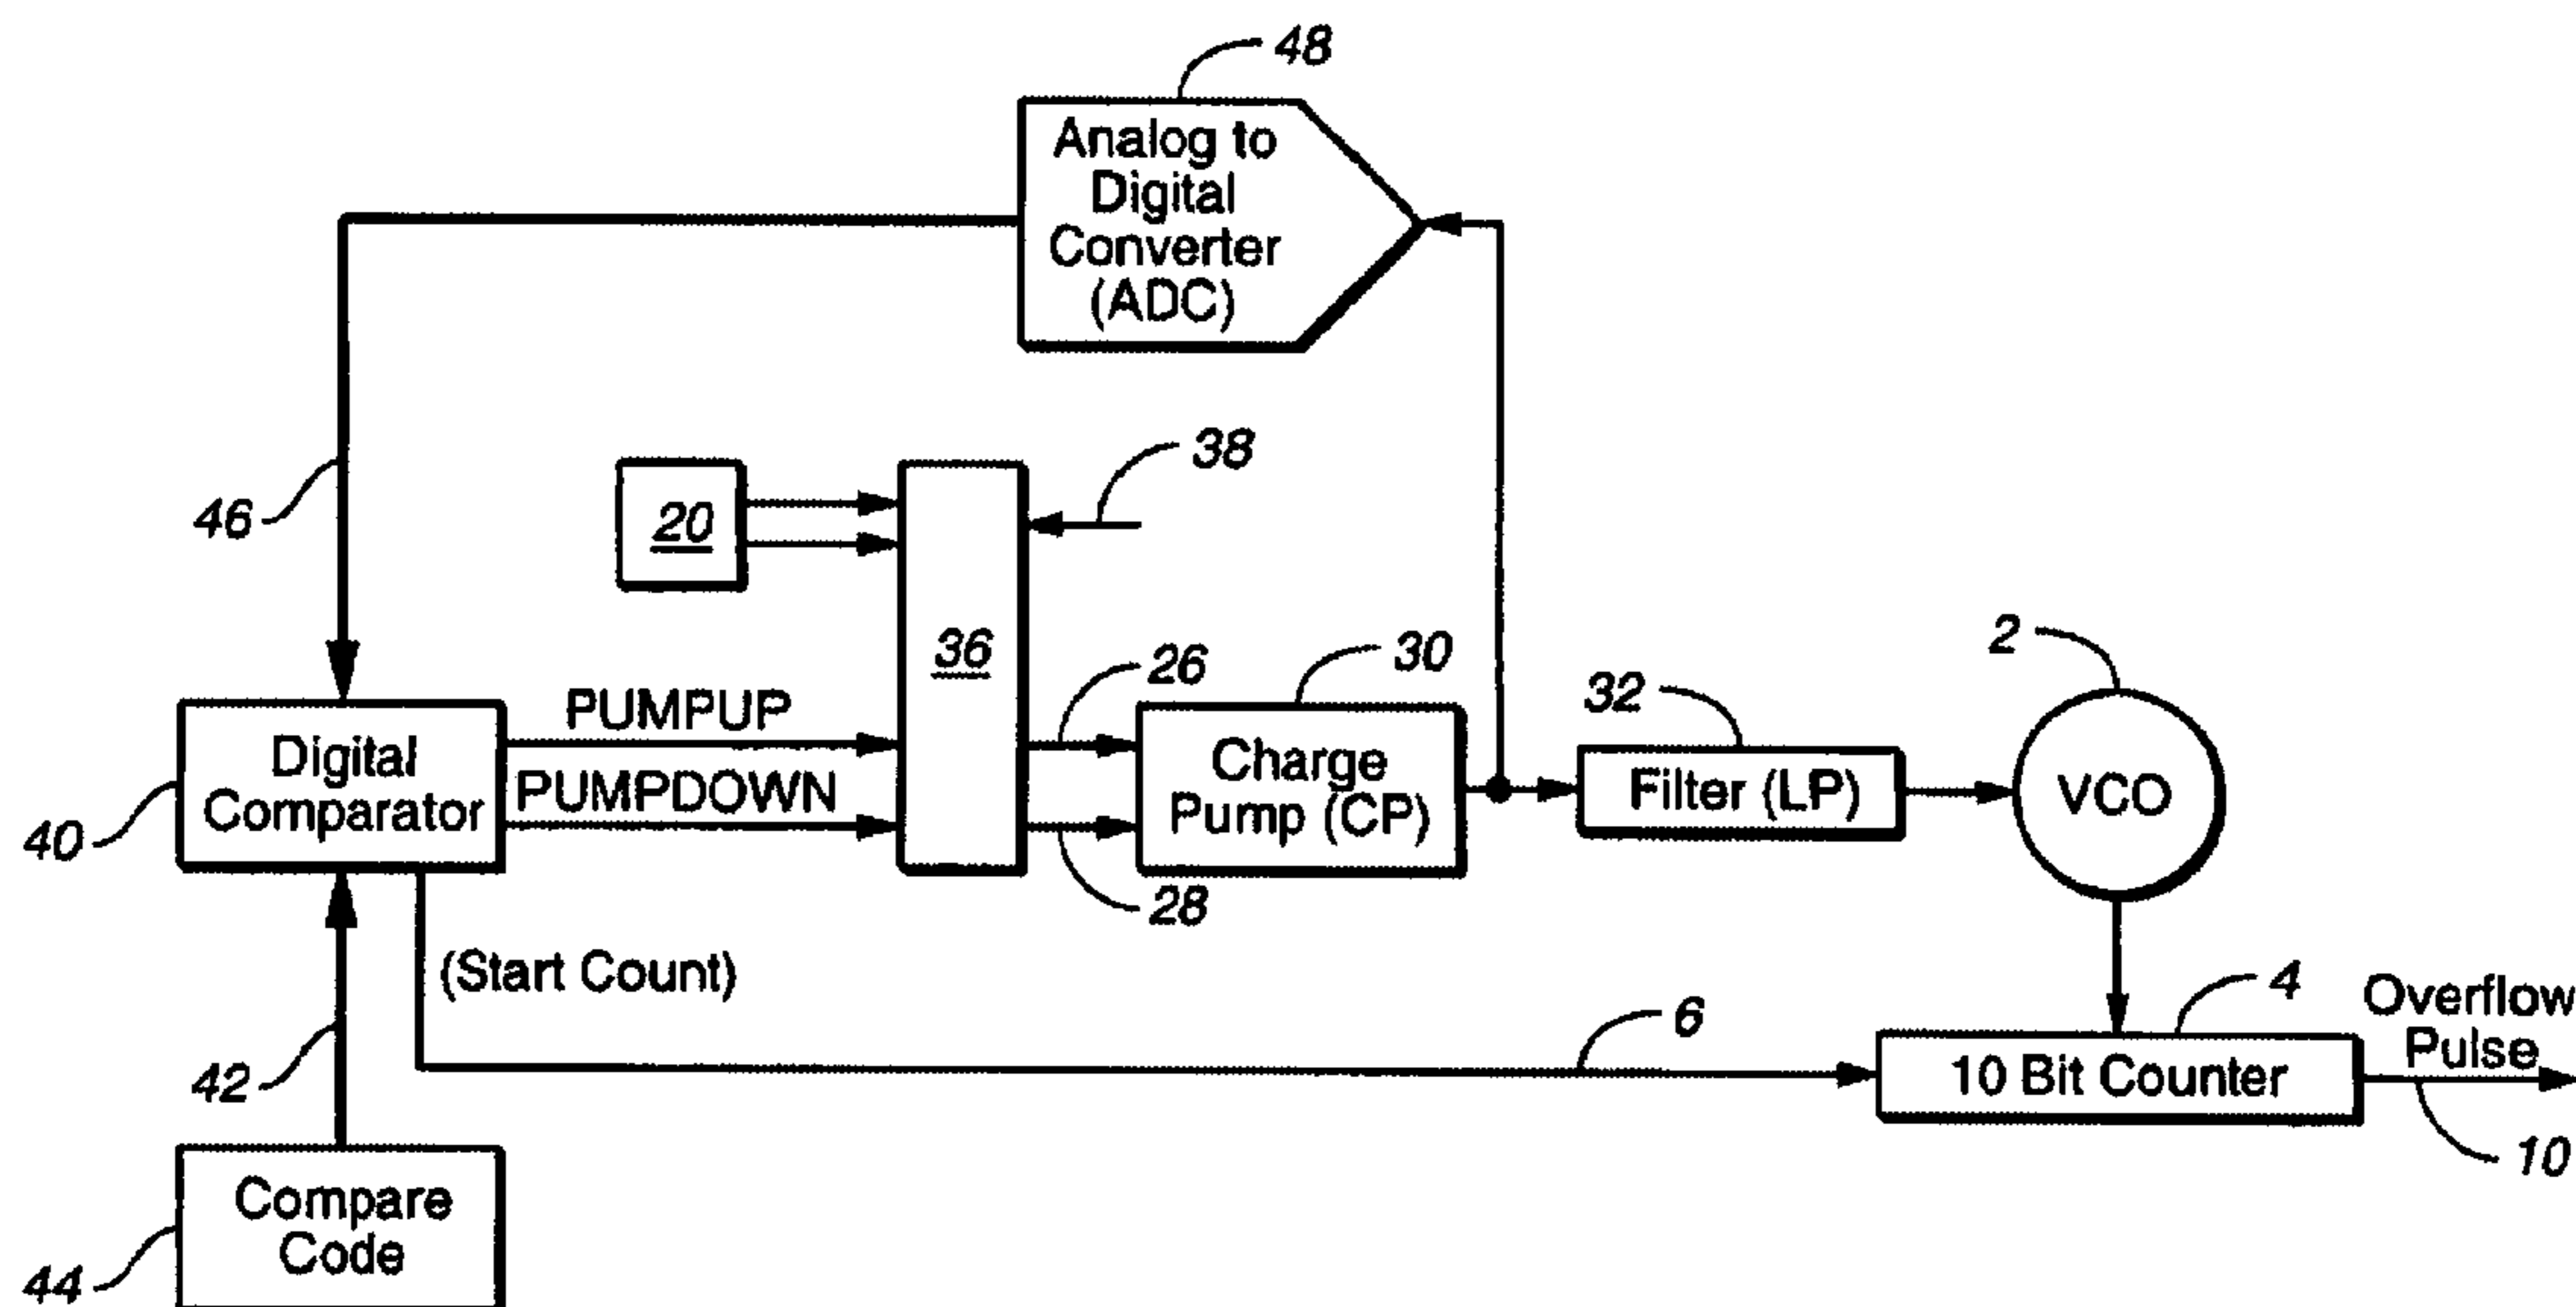 48
Analog to
Digital
Converter
(ADC)
46
20
38
36
PUMPUP
PUMPDOWN
26
28
30
Charge
Pump (CP)
32
Filter (LP)
2
VCO
Digital
Comparator
40
(Start Count)
42
6
4
10 Bit Counter
Overflow
Pulse
10
Compare
Code
44